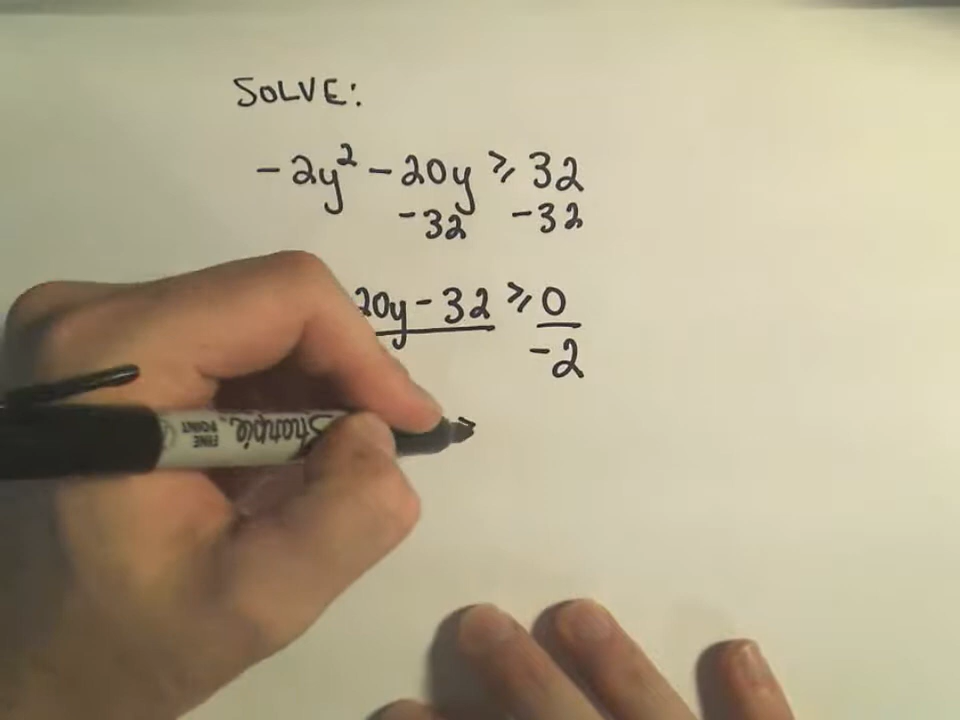 SOLVE:
-2y² -20y ≥ 32
-32 -32
20y - 32 ≥ 0
-2
Sharpie
FINE
POINT